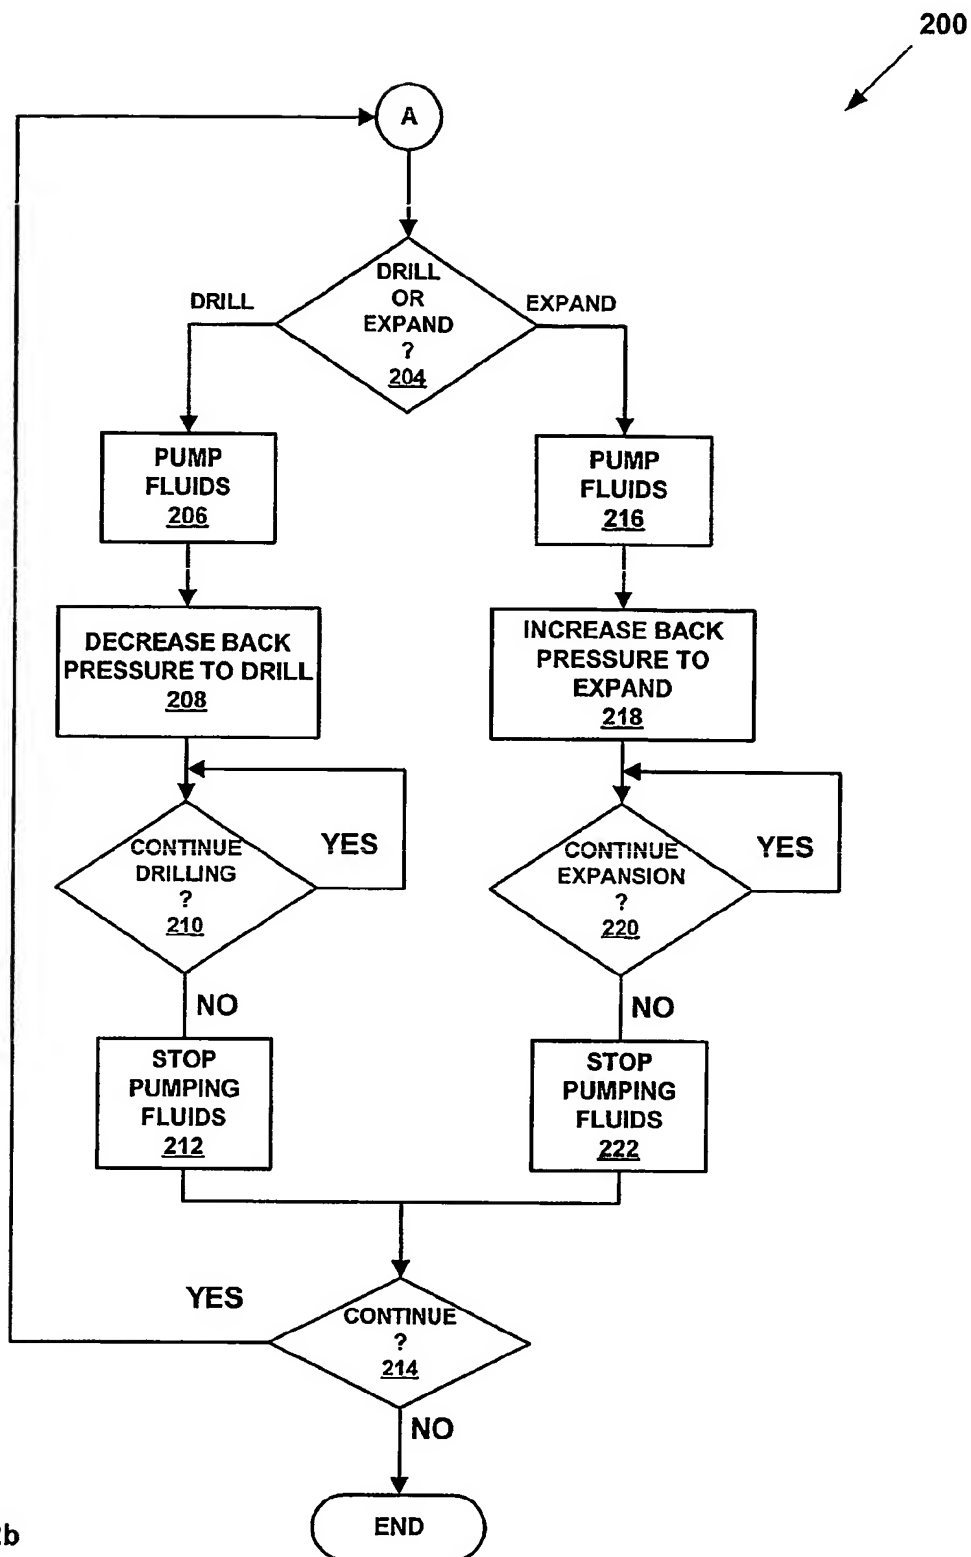 200
A
DRILL
OR
EXPAND
?
204
DRILL
EXPAND
PUMP
FLUIDS
206
PUMP
FLUIDS
216
DECREASE BACK
PRESSURE TO DRILL
208
INCREASE BACK
PRESSURE TO
EXPAND
218
CONTINUE
DRILLING
?
210
YES
CONTINUE
EXPANSION
?
220
YES
NO
NO
STOP
PUMPING
FLUIDS
212
STOP
PUMPING
FLUIDS
222
YES
CONTINUE
?
214
NO
END